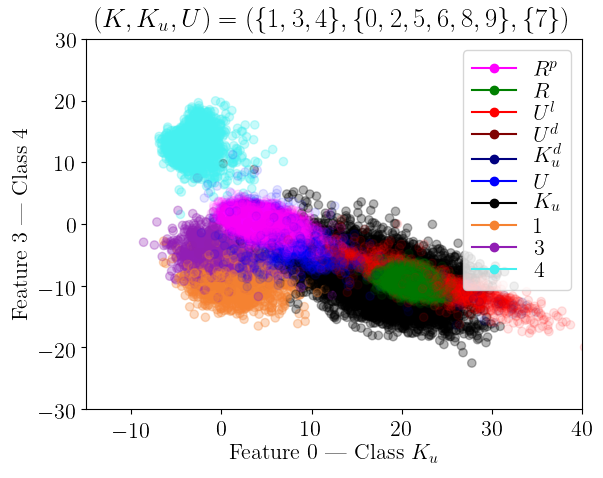 (K, K_u, U) = ({1, 3, 4}, {0, 2, 5, 6, 8, 9}, {7})
30
20
10
0
−10
−20
−30
Feature 3 — Class 4
R^p
R
U^l
U^d
K_u^d
U
K_u
1
3
4
−10 0 10 20 30 40
Feature 0 — Class K_u